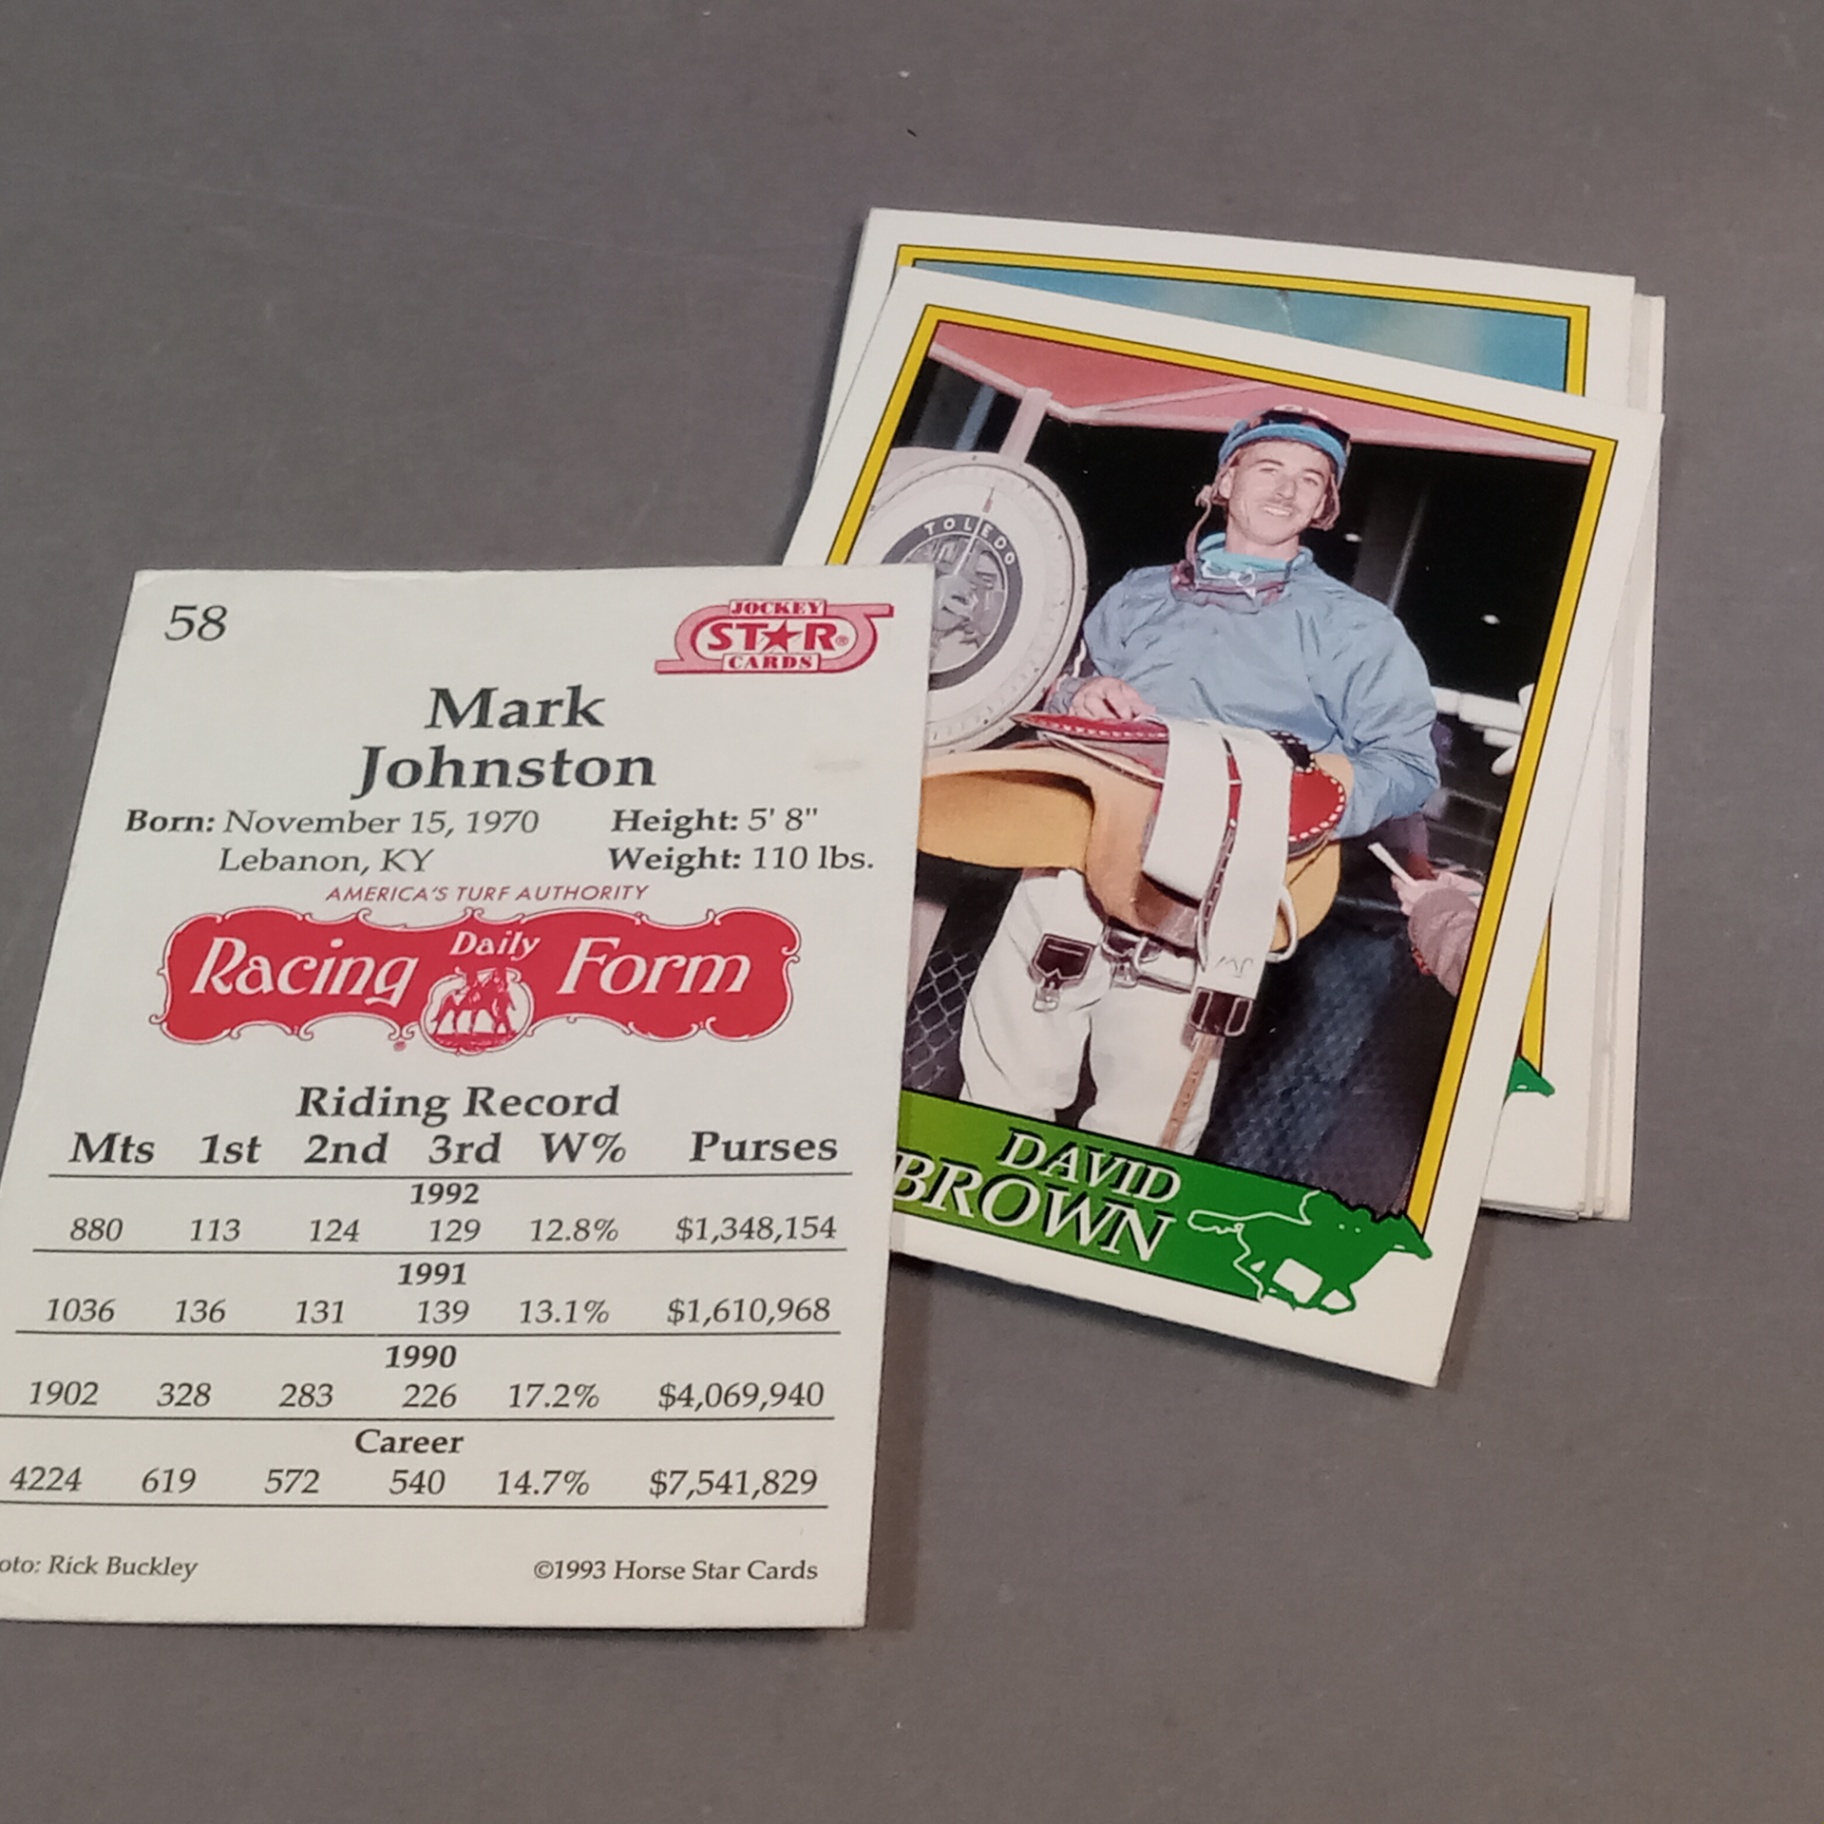 58
JOCKEY
ST★R®
CARDS
Mark
Johnston
Born: November 15, 1970 Height: 5' 8"
Lebanon, KY Weight: 110 lbs.
AMERICA'S TURF AUTHORITY
Racing Daily Form
Riding Record
Mts 1st 2nd 3rd W% Purses
1992
880 113 124 129 12.8% $1,348,154
1991
1036 136 131 139 13.1% $1,610,968
1990
1902 328 283 226 17.2% $4,069,940
Career
4224 619 572 540 14.7% $7,541,829
oto: Rick Buckley ©1993 Horse Star Cards
TOLEDO
DAVID
BROWN